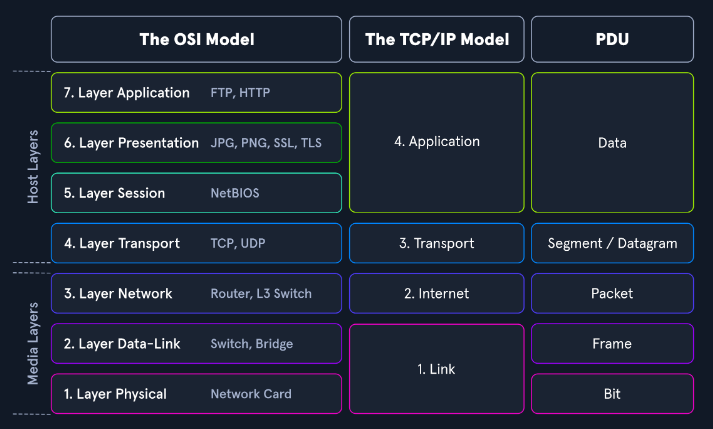 The OSI Model
The TCP/IP Model
PDU
Host Layers
7. Layer Application FTP, HTTP
6. Layer Presentation JPG, PNG, SSL, TLS
5. Layer Session NetBIOS
4. Application
Data
4. Layer Transport TCP, UDP
3. Transport
Segment / Datagram
Media Layers
3. Layer Network Router, L3 Switch
2. Internet
Packet
2. Layer Data-Link Switch, Bridge
Frame
1. Layer Physical Network Card
1. Link
Bit